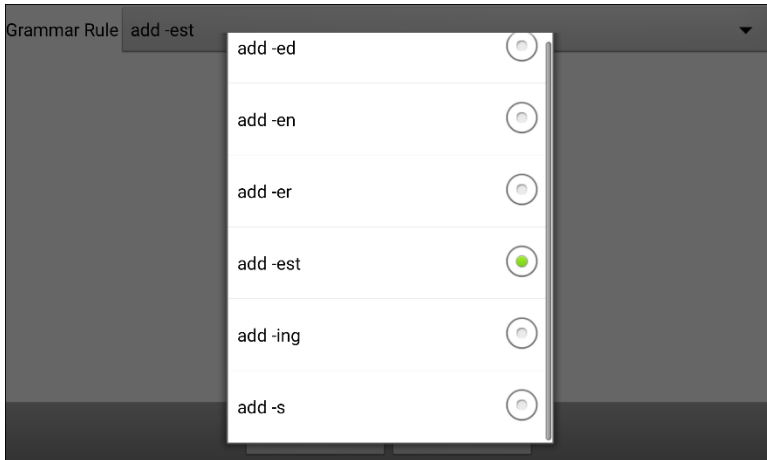 Grammar Rule add -est
add -ed
add -en
add -er
add -est
add -ing
add -s